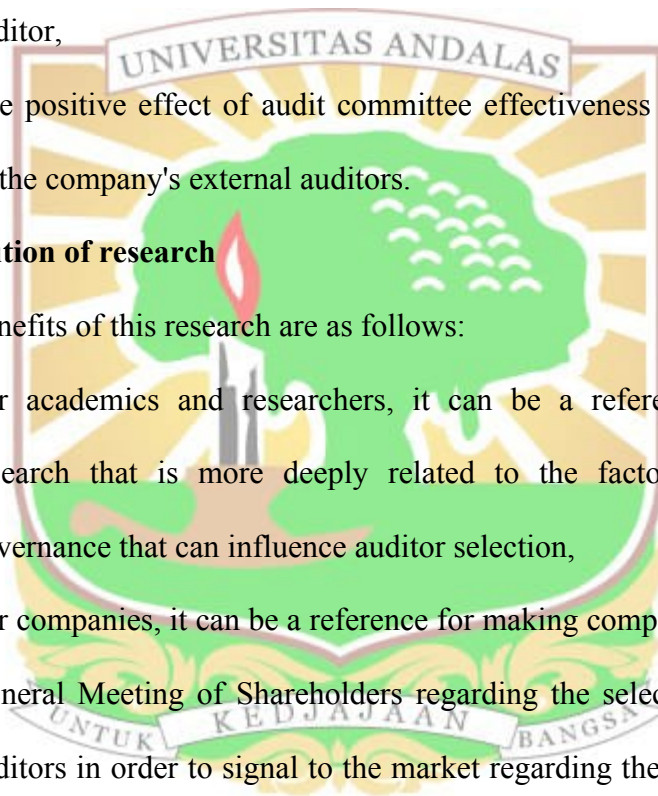 ditor,
UNIVERSITAS ANDALAS
e positive effect of audit committee effectiveness
the company's external auditors.
tion of research
nefits of this research are as follows:
r academics and researchers, it can be a refere
earch that is more deeply related to the facto
vernance that can influence auditor selection,
r companies, it can be a reference for making comp
neral Meeting of Shareholders regarding the selec
UNTUK KEDJAJAAN BANGSA
ditors in order to signal to the market regarding the